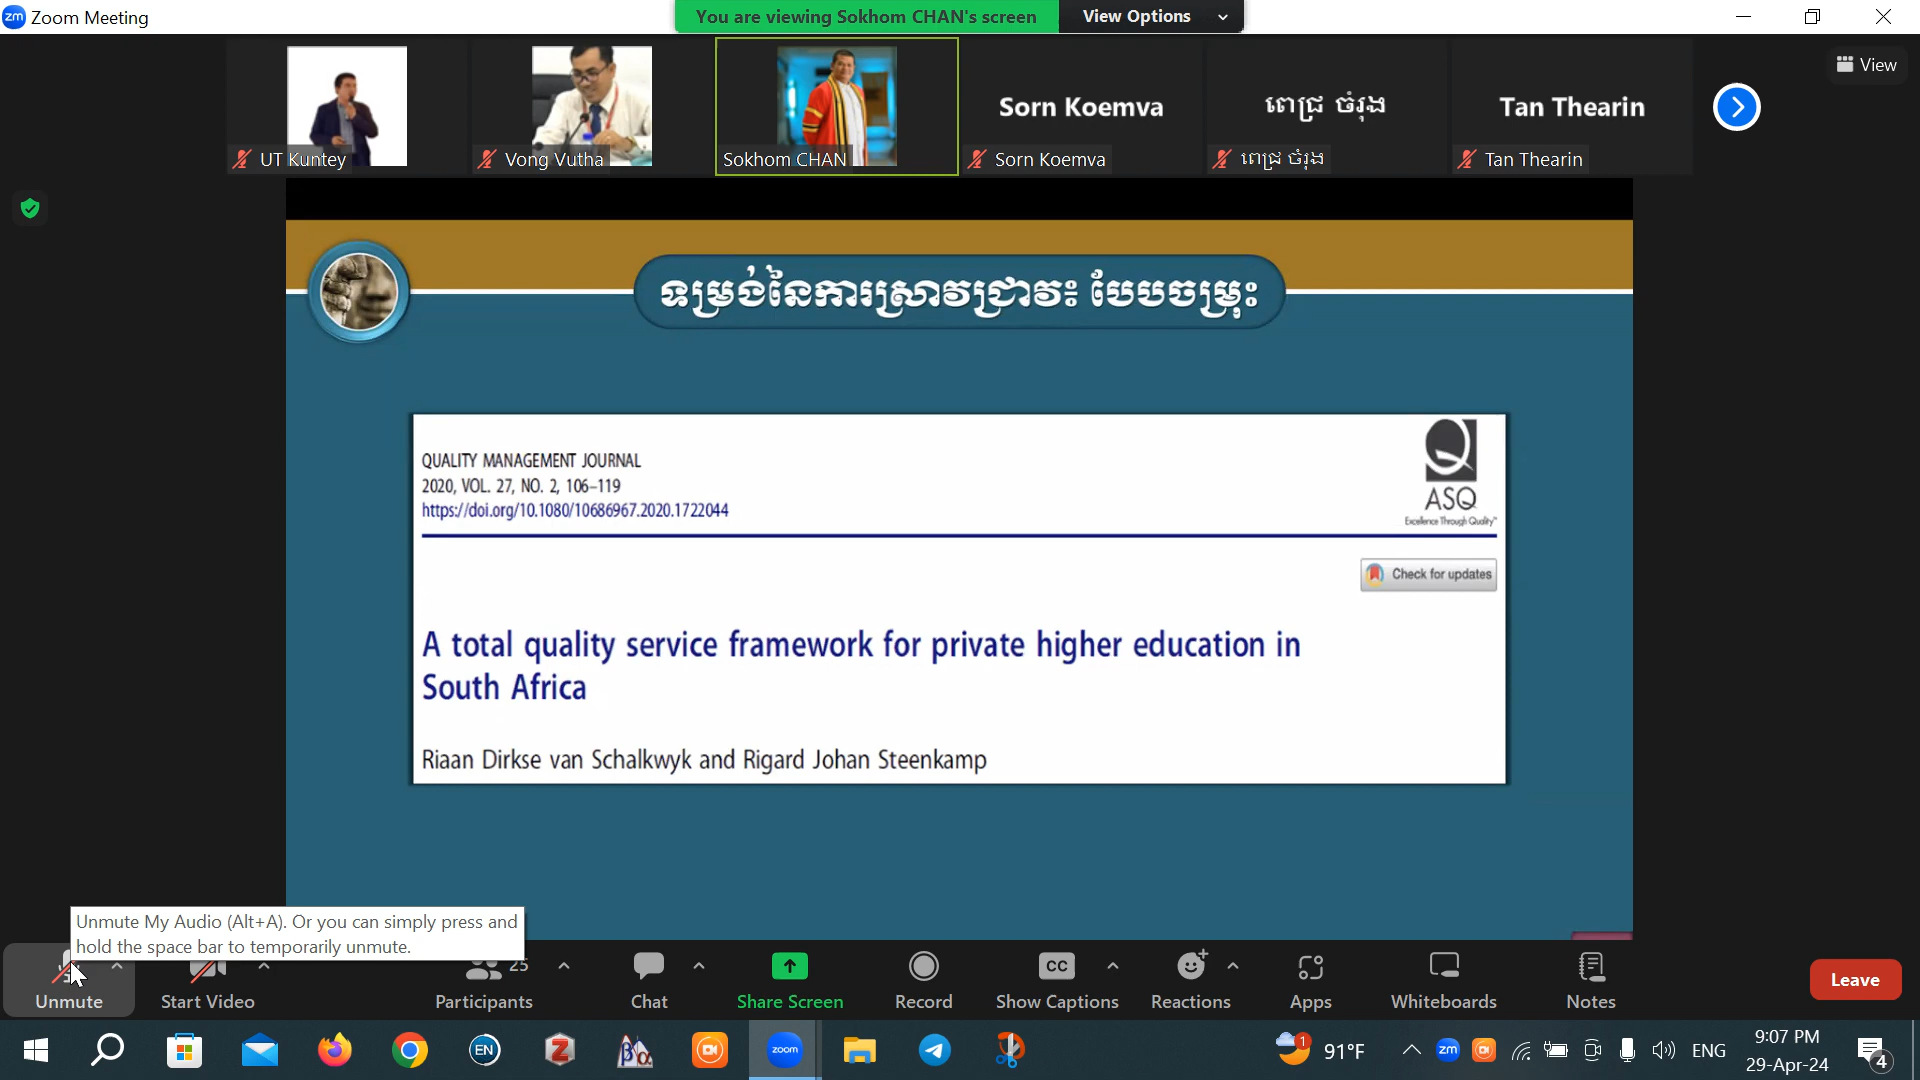 zm Zoom Meeting
You are viewing Sokhom CHAN's screen
View Options
View
UT Kuntey
Vong Vutha
Sokhom CHAN
Sorn Koemva
Sorn Koemva
ពេជ្រ ចំរុង
ពេជ្រ ចំរុង
Tan Thearin
Tan Thearin
ទម្រង់នៃការស្រាវជ្រាវ៖ បែបចម្រុះ
QUALITY MANAGEMENT JOURNAL
2020, VOL. 27, NO. 2, 106–119
https://doi.org/10.1080/10686967.2020.1722044
ASQ
Excellence Through Quality™
Check for updates
A total quality service framework for private higher education in
South Africa
Riaan Dirkse van Schalkwyk and Rigard Johan Steenkamp
Unmute My Audio (Alt+A). Or you can simply press and
hold the space bar to temporarily unmute.
Unmute
Start Video
25
Participants
Chat
Share Screen
Record
CC
Show Captions
Reactions
Apps
Whiteboards
Notes
Leave
EN
Z
βα
zoom
1
91°F
zm
ENG
9:07 PM
29-Apr-24
4